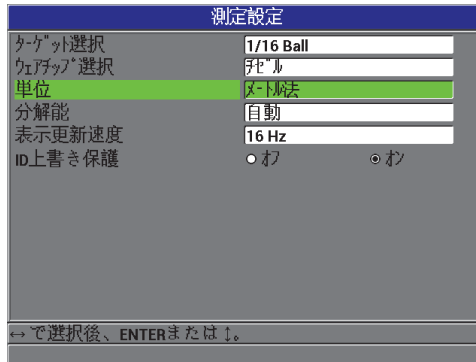 測定設定
ﾀｰｹﾞｯﾄ選択 1/16 Ball
ｳｪｱﾁｯﾌﾟ選択 ﾁｾﾞﾙ
単位 ﾒｰﾄﾙ法
分解能 自動
表示更新速度 16 Hz
ID上書き保護 ｵﾌ ｵﾝ
↔ で選択後、ENTERまたは↕。